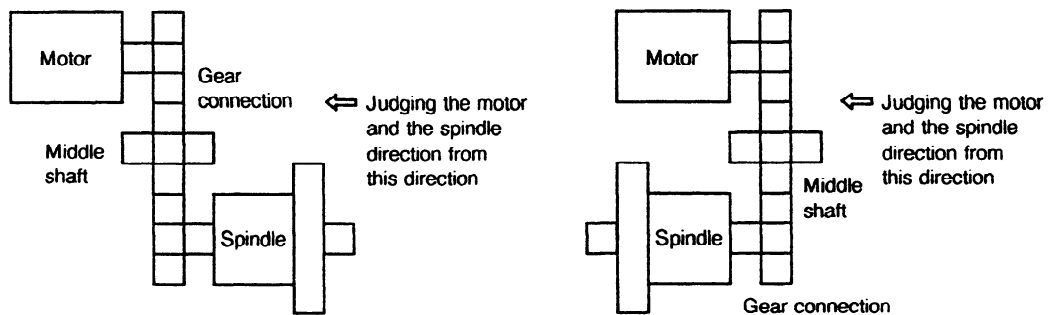 Motor
Gear
connection
Judging the motor
and the spindle
direction from
this direction
Middle
shaft
Spindle
Motor
Judging the motor
and the spindle
direction from
this direction
Middle
shaft
Spindle
Gear connection